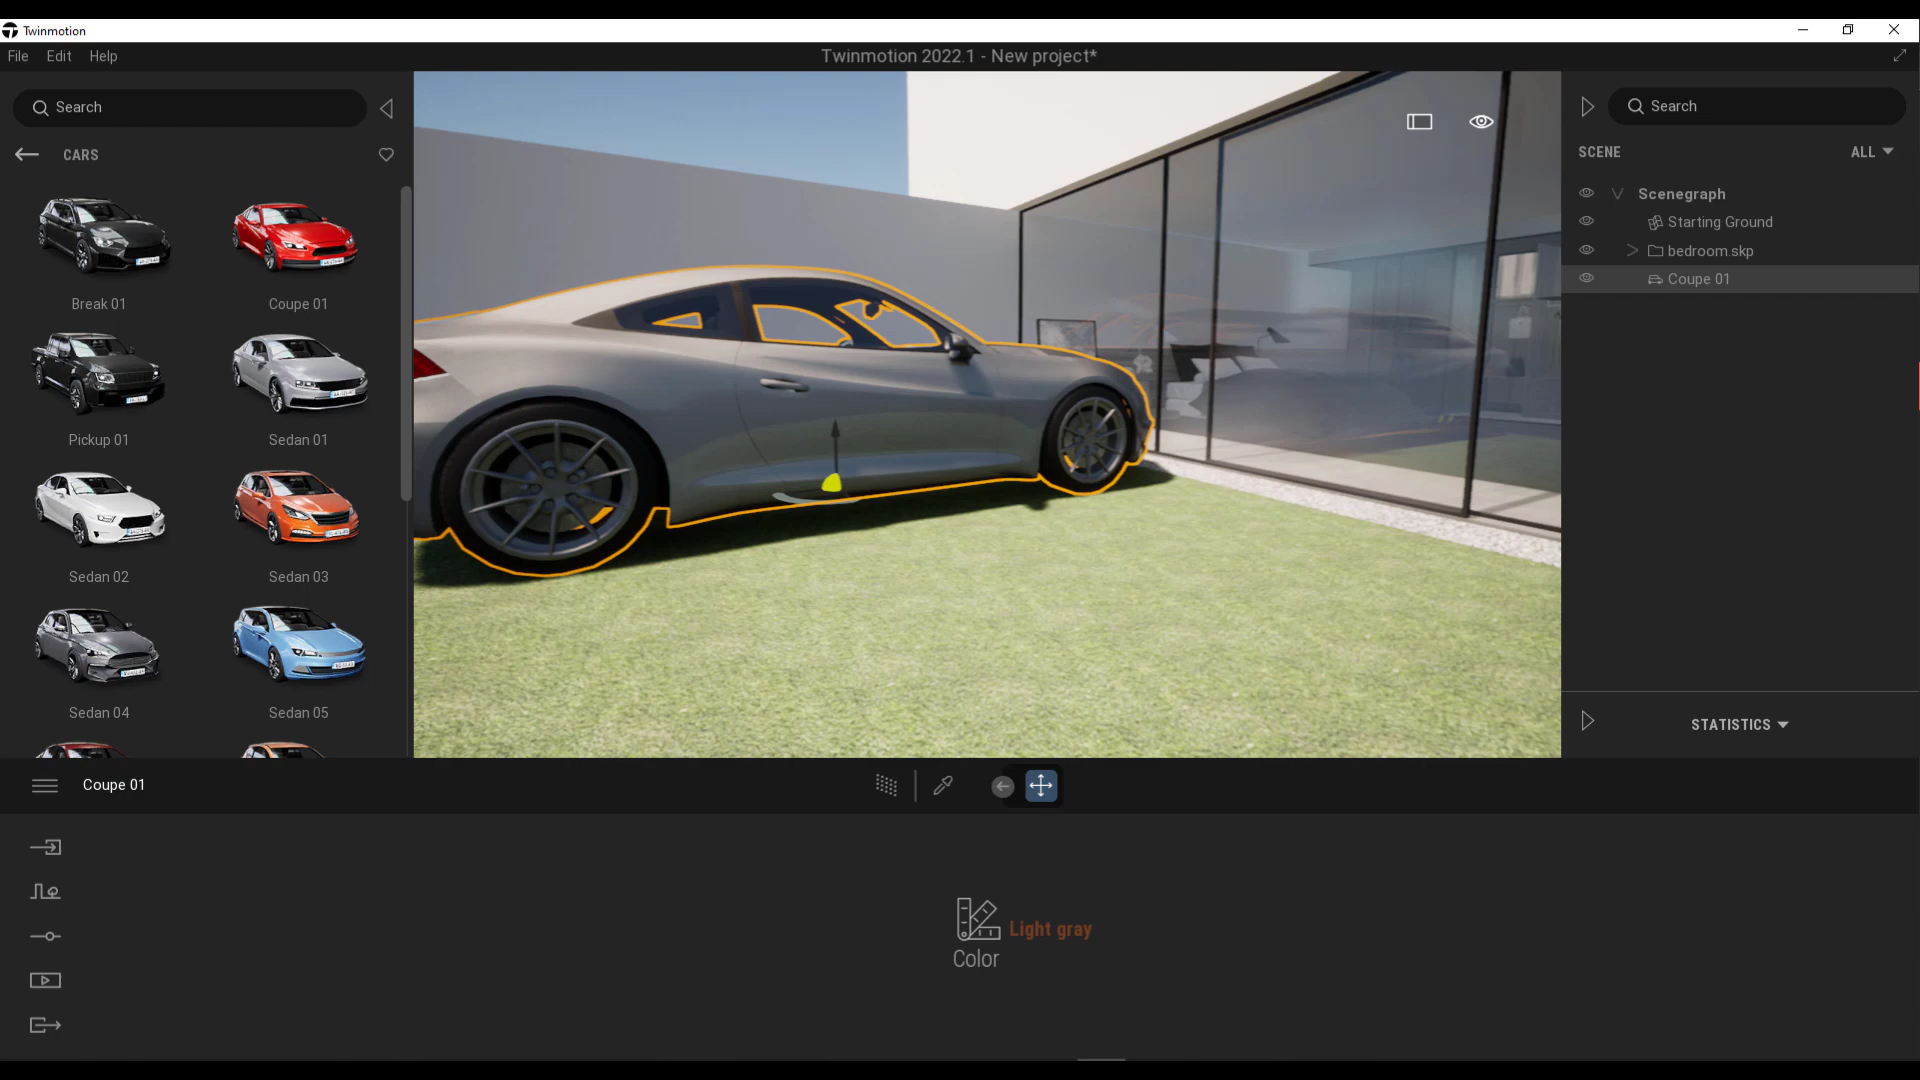 Twinmotion
File Edit Help
Twinmotion 2022.1 - New project*
Search
CARS
Break 01
Coupe 01
Pickup 01
Sedan 01
Sedan 02
Sedan 03
Sedan 04
Sedan 05
Search
SCENE
ALL
Scenegraph
Starting Ground
bedroom.skp
Coupe 01
STATISTICS
Coupe 01
Light gray
Color